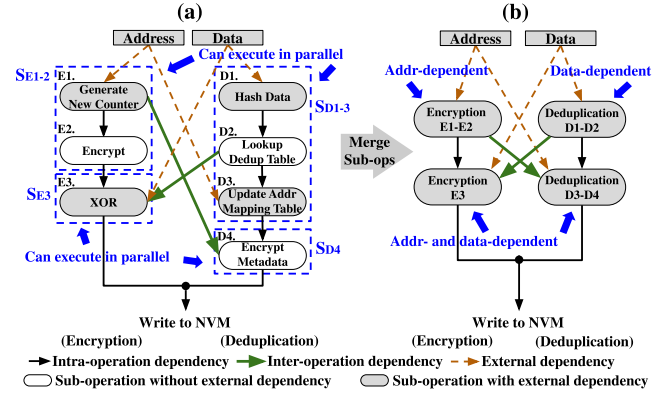 (a)
(b)
Address
Data
Can execute in parallel
SE1-2
E1.
Generate
New Counter
E2.
Encrypt
SE3
E3.
XOR
D1.
Hash Data
SD1-3
D2.
Lookup
Dedup Table
D3.
Update Addr
Mapping Table
D4.
Encrypt
Metadata
SD4
Can execute in parallel
Write to NVM
(Encryption)
(Deduplication)
Merge
Sub-ops
Address
Data
Addr-dependent
Data-dependent
Encryption
E1-E2
Deduplication
D1-D2
Encryption
E3
Deduplication
D3-D4
Addr- and data-dependent
Write to NVM
(Encryption)
(Deduplication)
Intra-operation dependency
Inter-operation dependency
External dependency
Sub-operation without external dependency
Sub-operation with external dependency